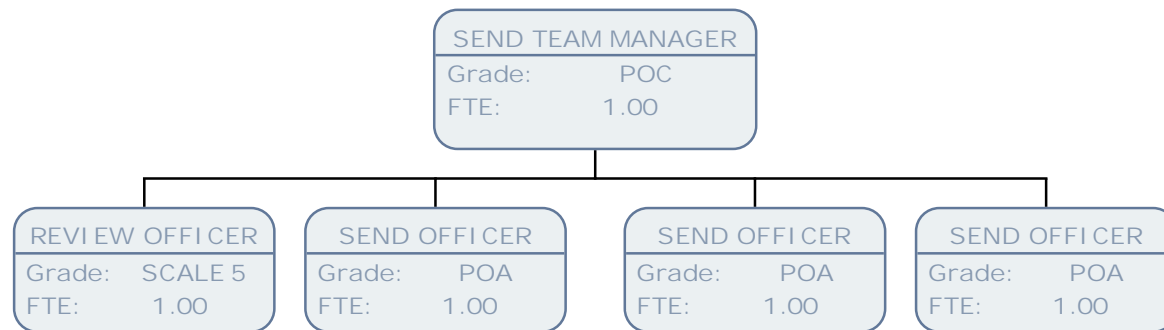 SEND TEAM MANAGER
Grade: POC
FTE: 1.00
REVIEW OFFICER
Grade: SCALE 5
FTE: 1.00
SEND OFFICER
Grade: POA
FTE: 1.00
SEND OFFICER
Grade: POA
FTE: 1.00
SEND OFFICER
Grade: POA
FTE: 1.00